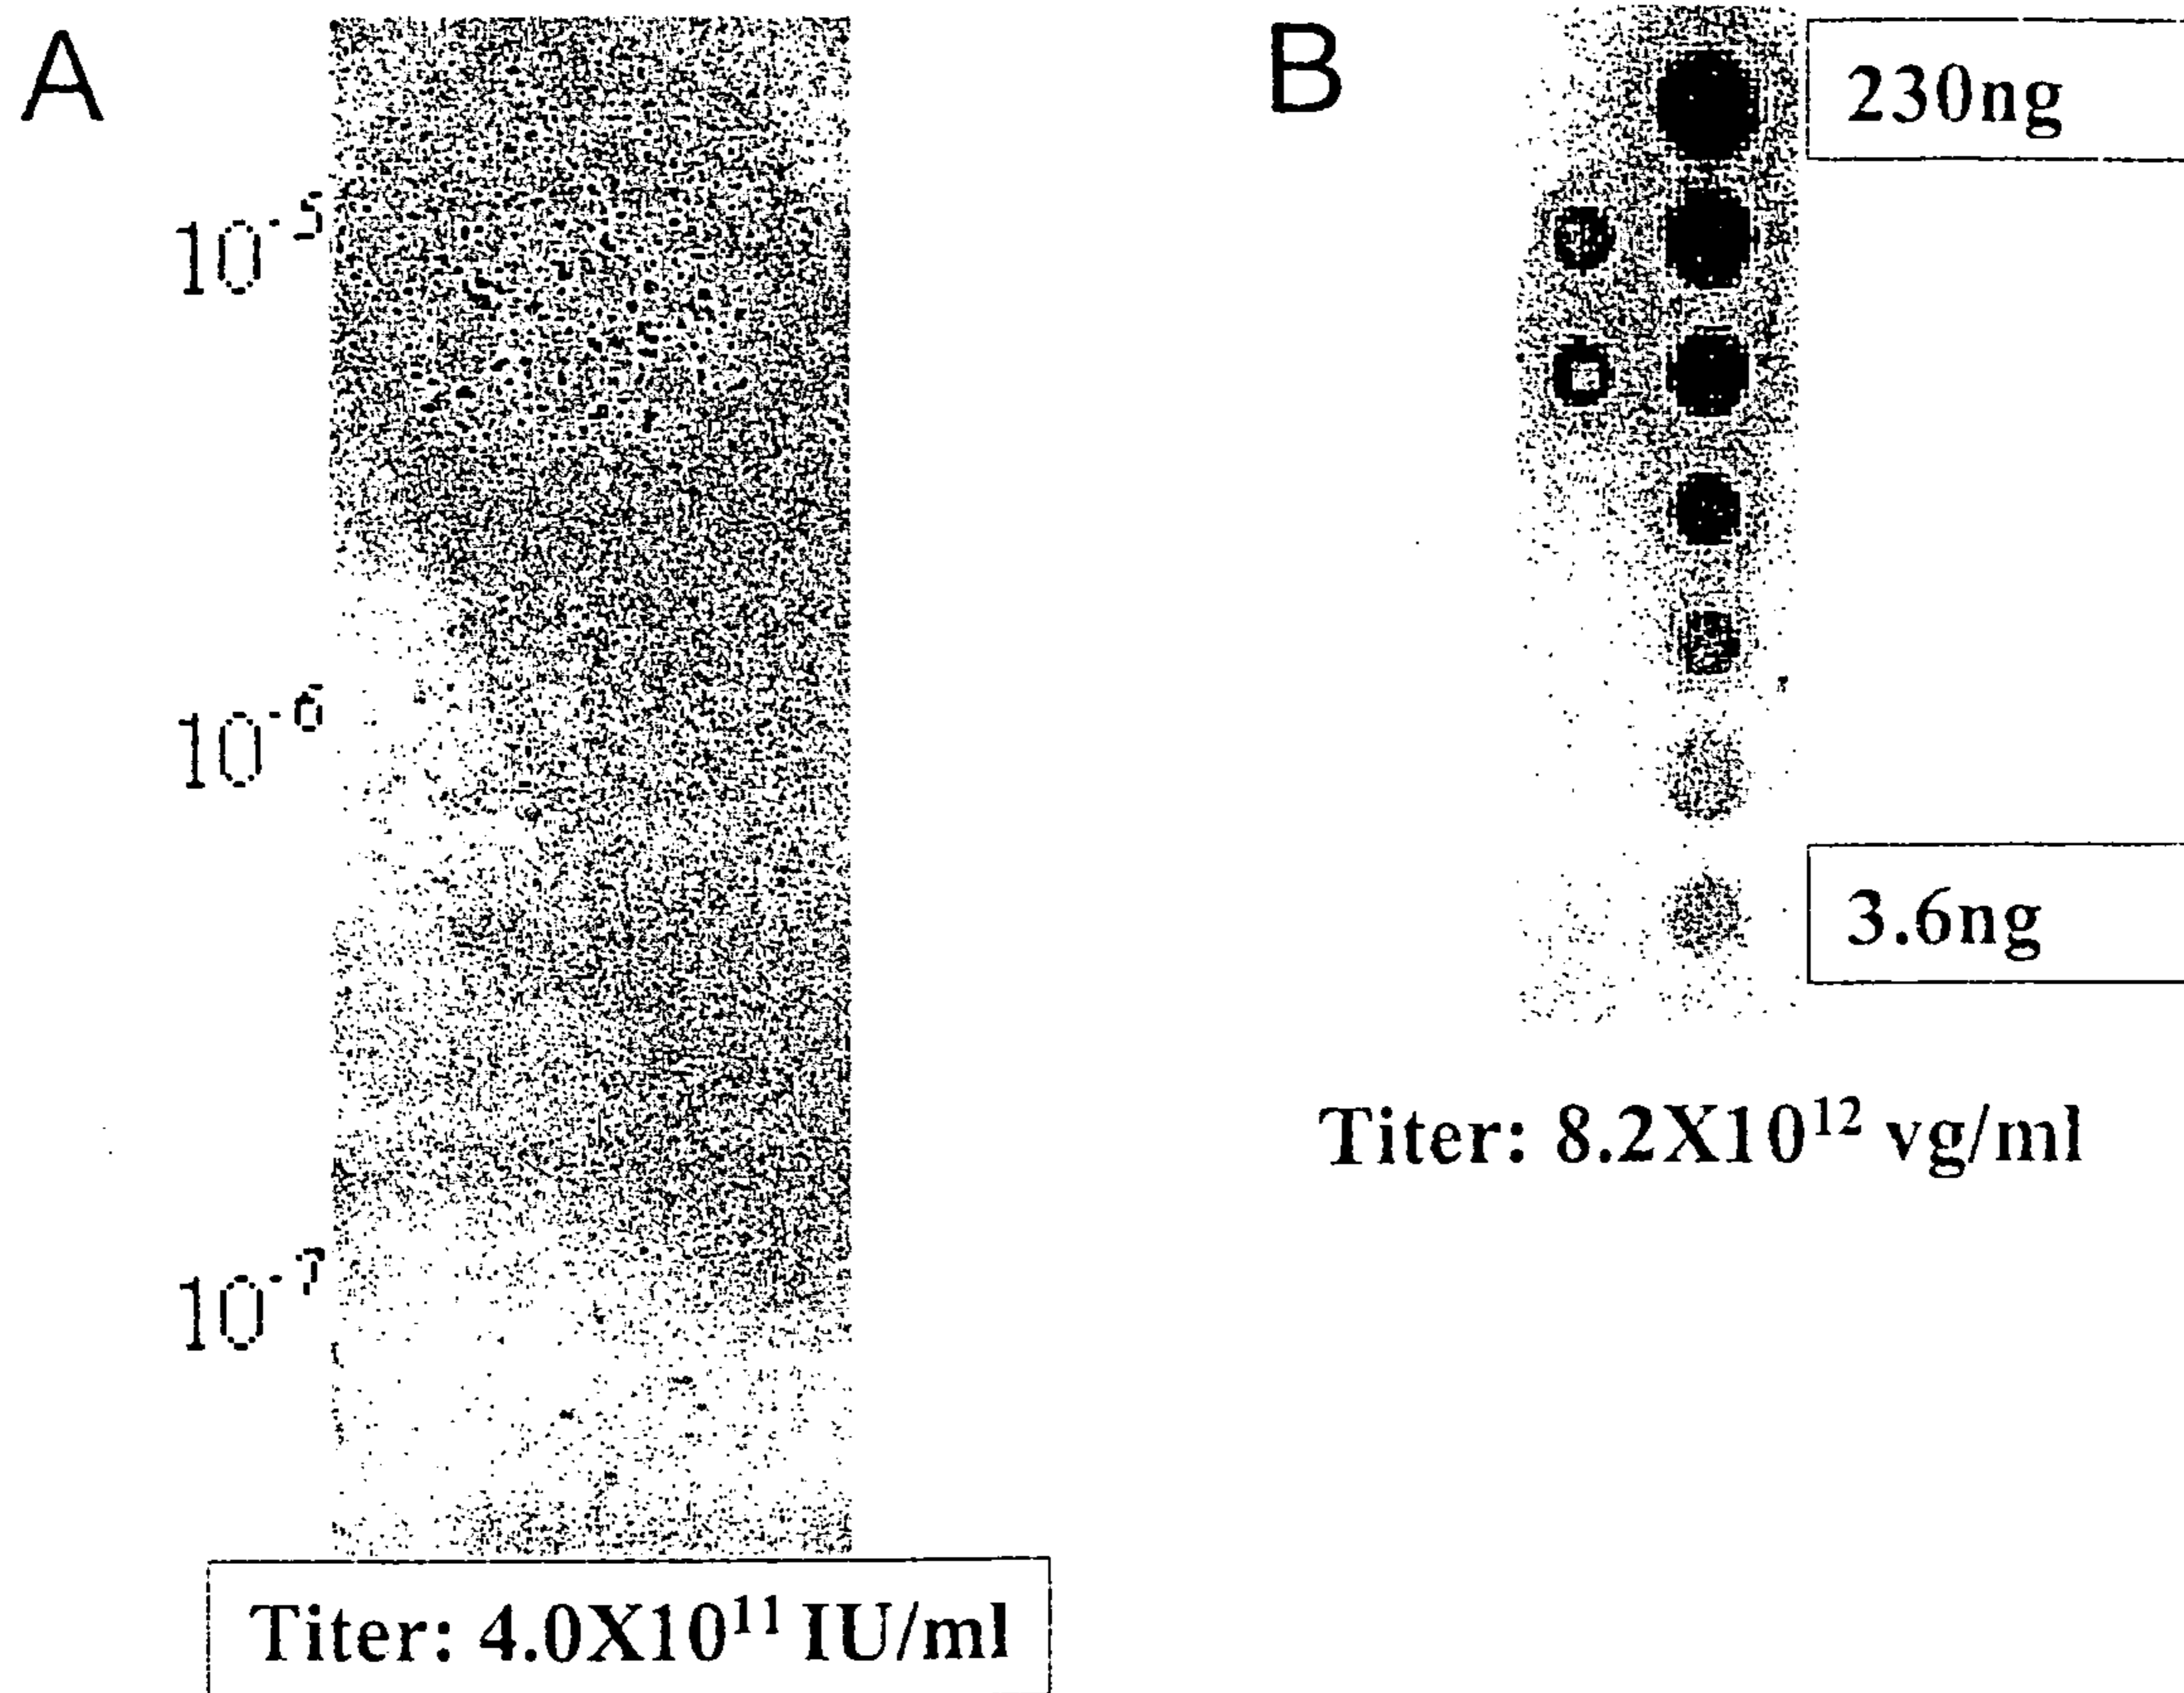 A
10⁻⁵
10⁻⁶
10⁻⁷
Titer: 4.0X10¹¹ IU/ml
B
230ng
3.6ng
Titer: 8.2X10¹² vg/ml